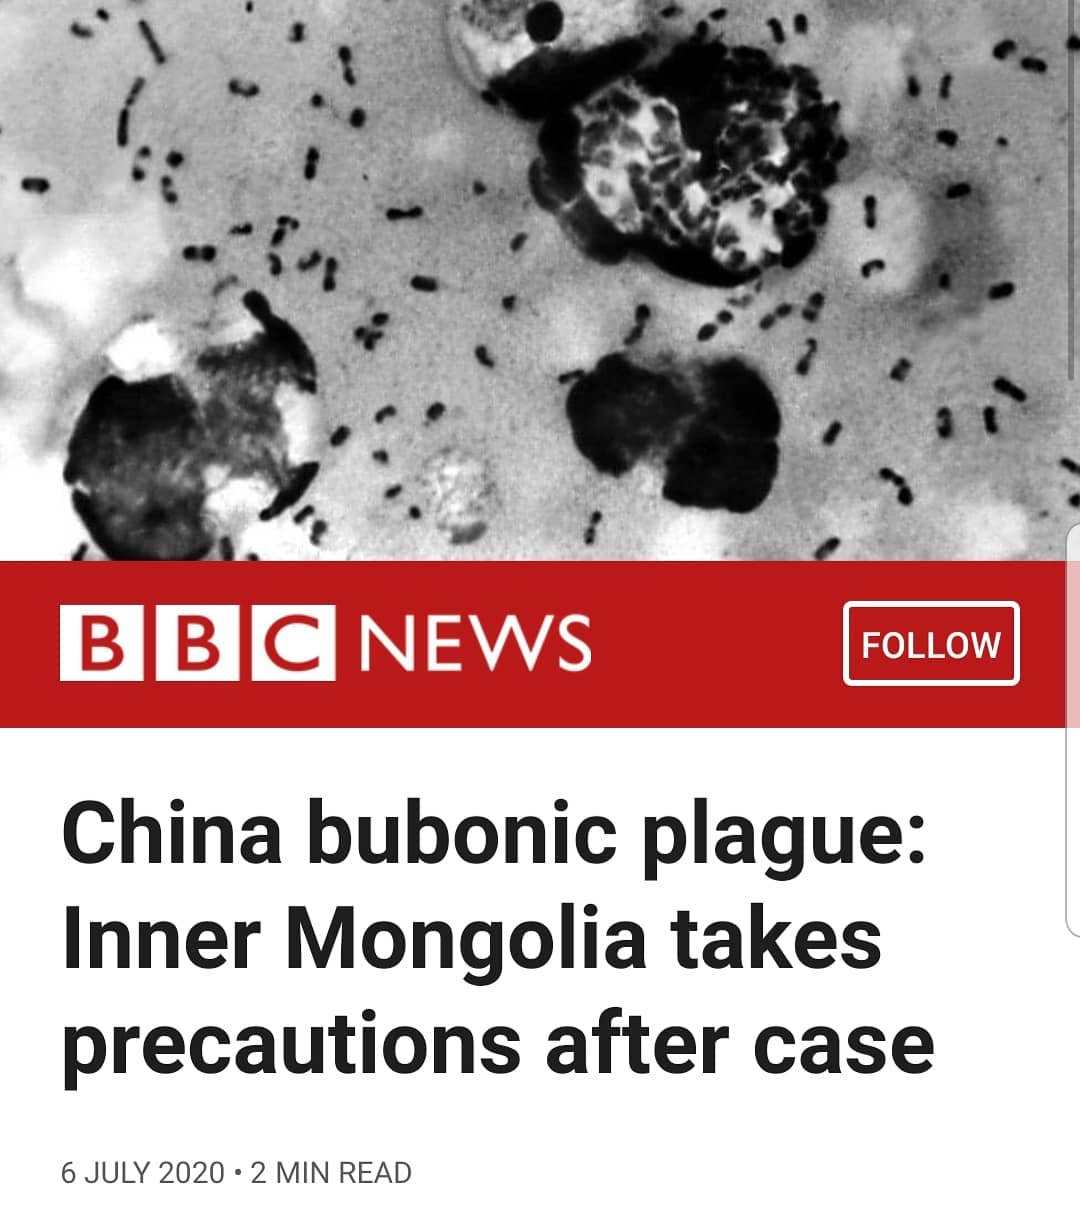 BBC NEWS
FOLLOW
China bubonic plague:
Inner Mongolia takes
precautions after case
6 JULY 2020 • 2 MIN READ